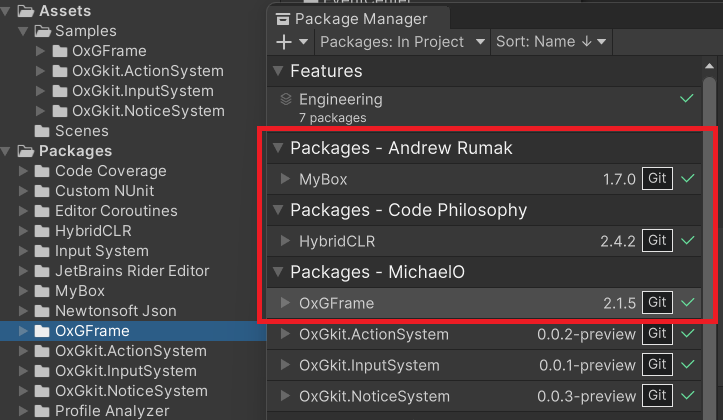 Assets
Samples
OxGFrame
OxGkit.ActionSystem
OxGkit.InputSystem
OxGkit.NoticeSystem
Scenes
Packages
Code Coverage
Custom NUnit
Editor Coroutines
HybridCLR
Input System
JetBrains Rider Editor
MyBox
Newtonsoft Json
OxGFrame
OxGkit.ActionSystem
OxGkit.InputSystem
OxGkit.NoticeSystem
Profile Analyzer
EventCenter
Package Manager
+ Packages: In Project Sort: Name ↓
Features
Engineering
7 packages
Packages - Andrew Rumak
MyBox 1.7.0 Git
Packages - Code Philosophy
HybridCLR 2.4.2 Git
Packages - MichaelO
OxGFrame 2.1.5 Git
OxGkit.ActionSystem 0.0.2-preview Git
OxGkit.InputSystem 0.0.1-preview Git
OxGkit.NoticeSystem 0.0.3-preview Git